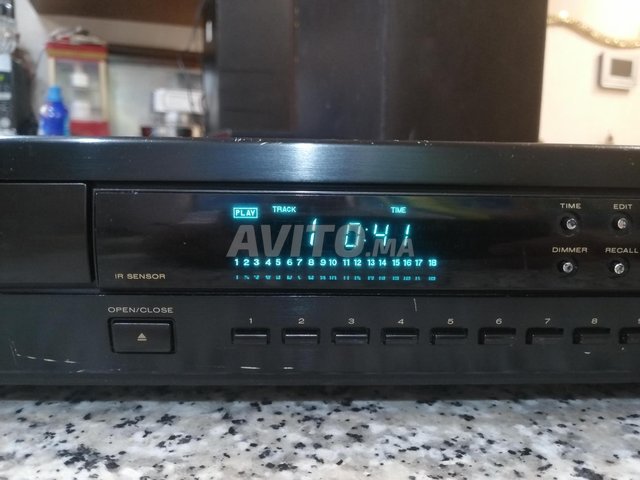 TIME EDIT
PLAY TRACK TIME
1 0:41
AVITO.MA
DIMMER RECALL
1 2 3 4 5 6 7 8 9 10 11 12 13 14 15 16 17 18
IR SENSOR
OPEN/CLOSE
1 2 3 4 5 6 7 8